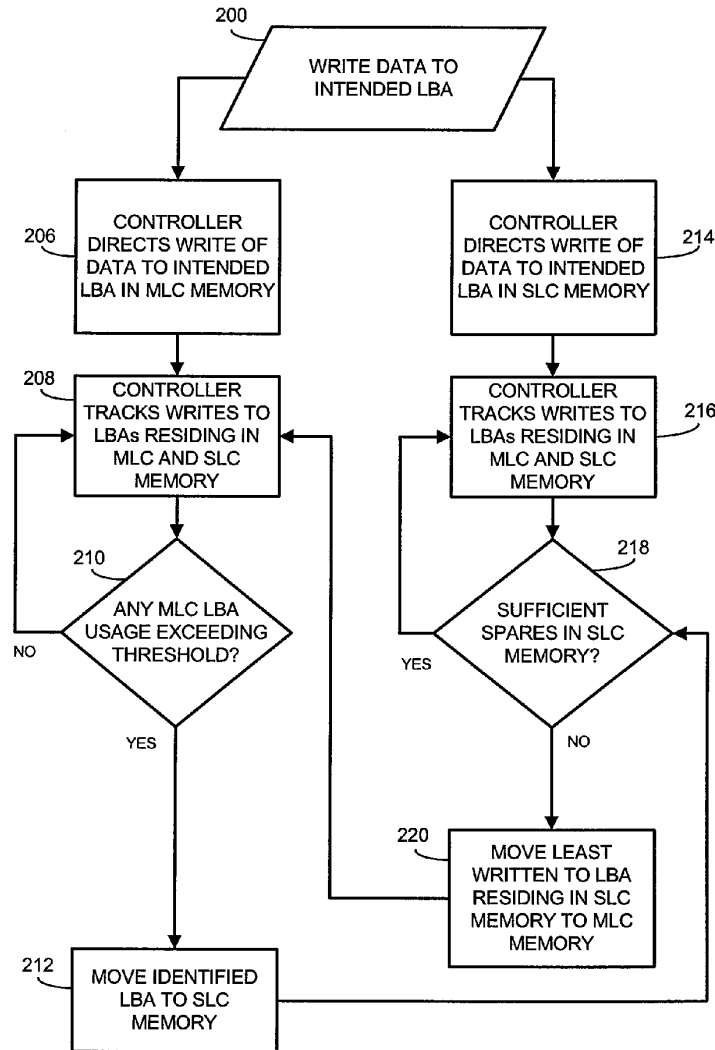 200
WRITE DATA TO
INTENDED LBA
206
CONTROLLER
DIRECTS WRITE OF
DATA TO INTENDED
LBA IN MLC MEMORY
CONTROLLER
DIRECTS WRITE OF
DATA TO INTENDED
LBA IN SLC MEMORY
214
208
CONTROLLER
TRACKS WRITES TO
LBAs RESIDING IN
MLC AND SLC
MEMORY
CONTROLLER
TRACKS WRITES TO
LBAs RESIDING IN
MLC AND SLC
MEMORY
216
210
ANY MLC LBA
USAGE EXCEEDING
THRESHOLD?
NO
YES
218
SUFFICIENT
SPARES IN SLC
MEMORY?
YES
NO
220
MOVE LEAST
WRITTEN TO LBA
RESIDING IN SLC
MEMORY TO MLC
MEMORY
212
MOVE IDENTIFIED
LBA TO SLC
MEMORY